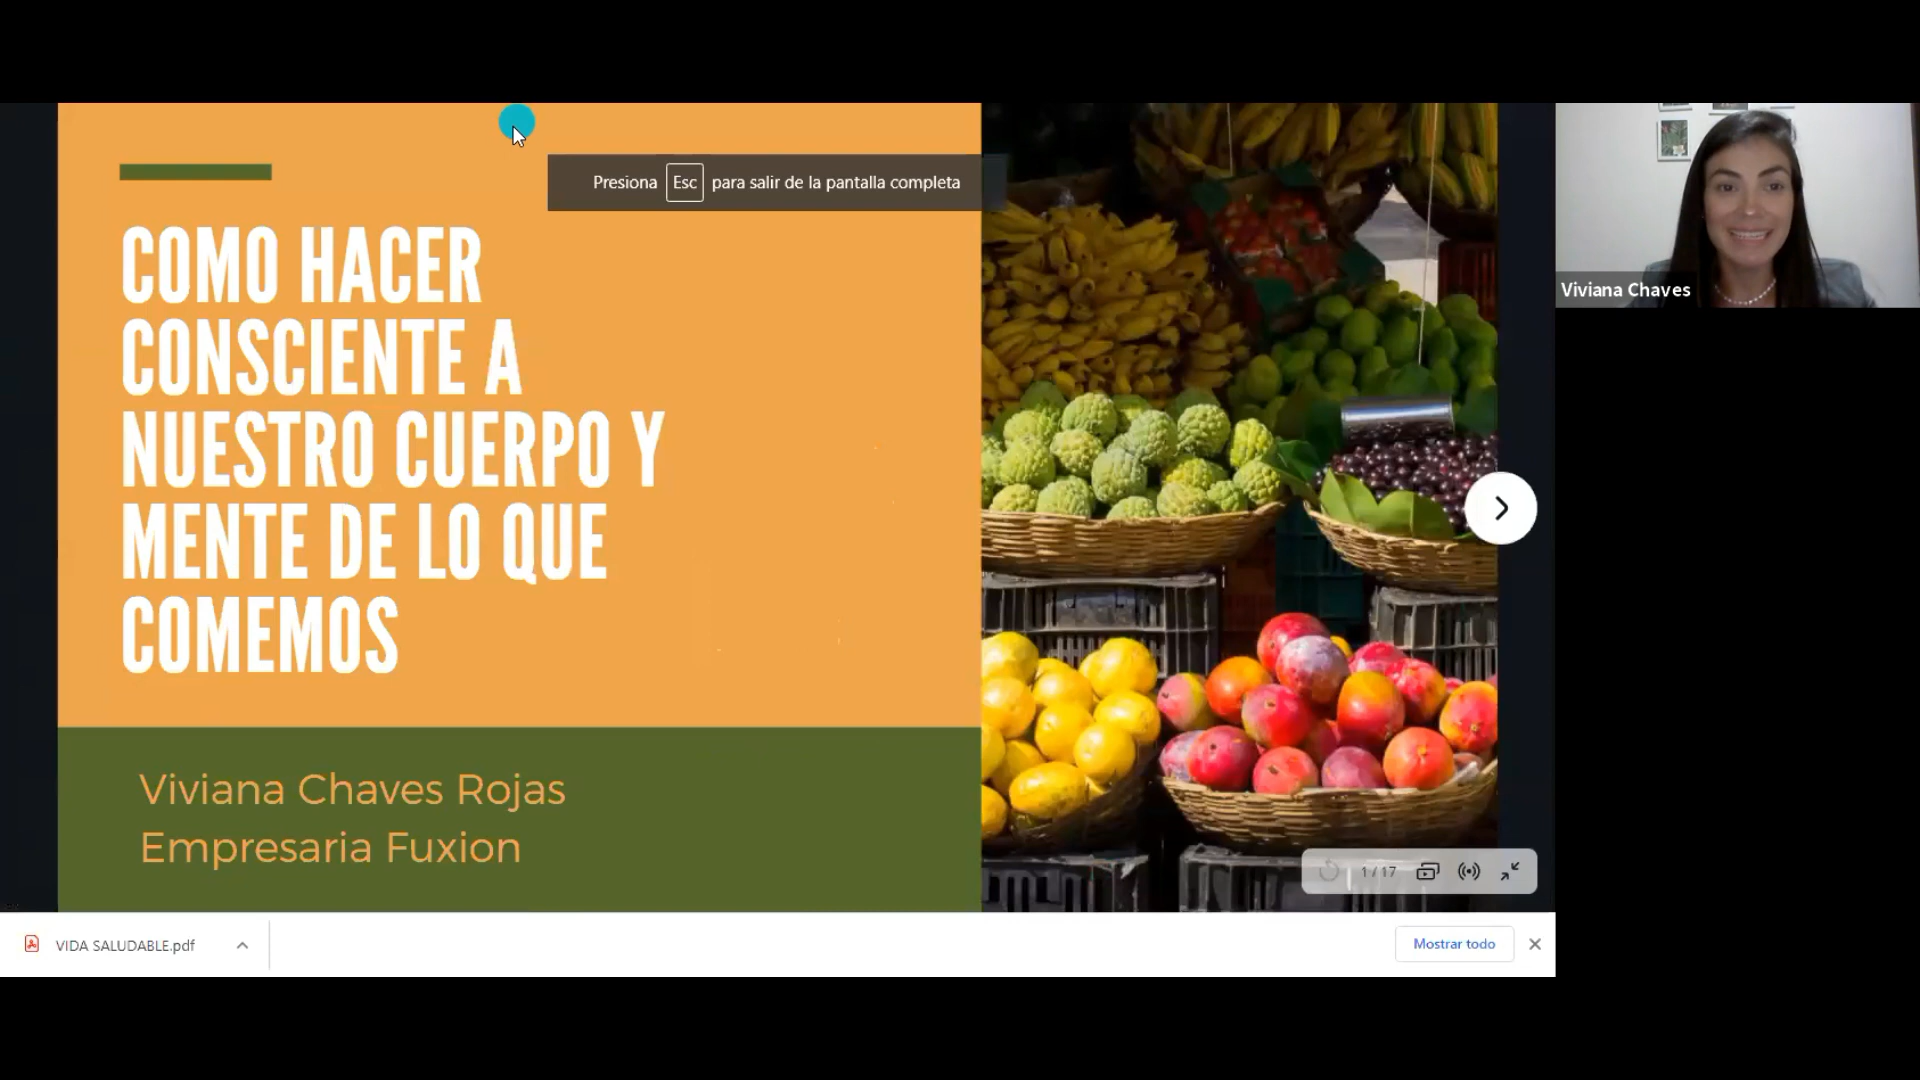 Presiona Esc para salir de la pantalla completa
COMO HACER
CONSCIENTE A
NUESTRO CUERPO Y
MENTE DE LO QUE
COMEMOS
Viviana Chaves Rojas
Empresaria Fuxion
Viviana Chaves
1 / 17
VIDA SALUDABLE.pdf
Mostrar todo